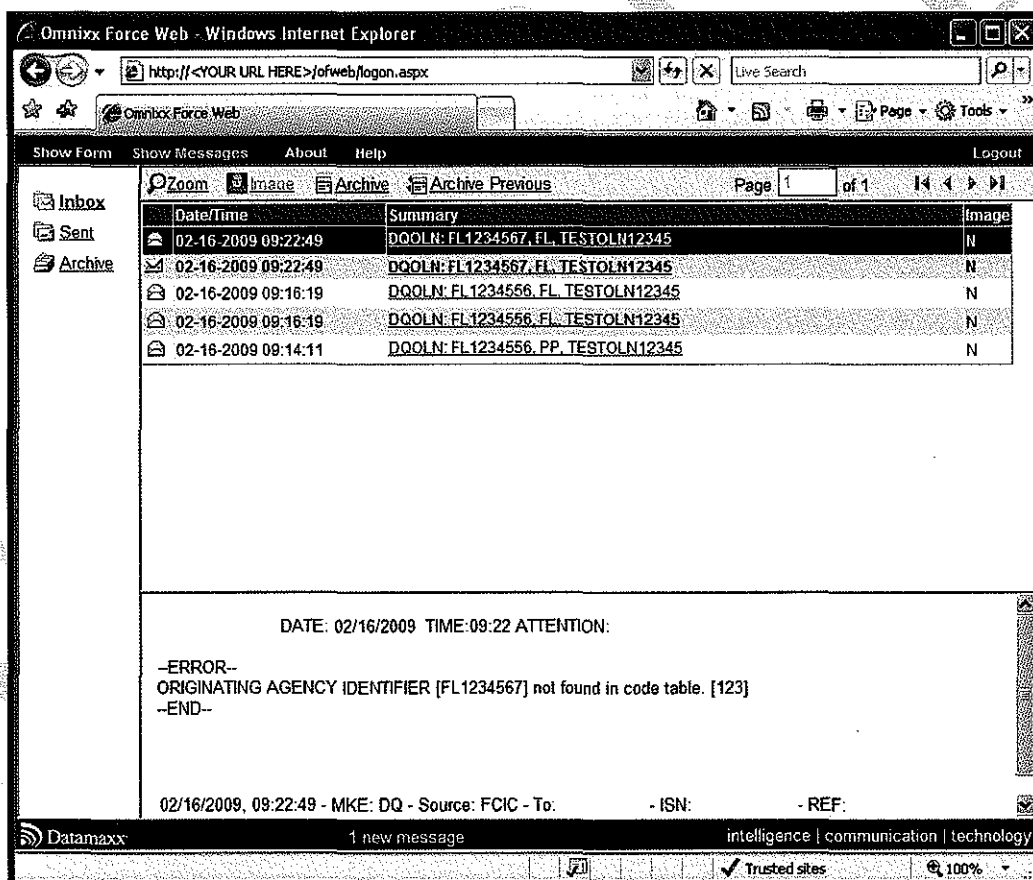 Omnixx Force Web - Windows Internet Explorer
http://<YOUR URL HERE>/ofweb/logon.aspx
Live Search
Omnixx Force Web
Page Tools
Show Form Show Messages About Help Logout
Inbox
Sent
Archive
Zoom Image Archive Archive Previous Page 1 of 1
Date/Time Summary Image
02-16-2009 09:22:49 DQOLN: FL1234567, FL, TESTOLN12345 N
02-16-2009 09:22:49 DQOLN: FL1234567, FL, TESTOLN12345 N
02-16-2009 09:16:19 DQOLN: FL1234556, FL, TESTOLN12345 N
02-16-2009 09:16:19 DQOLN: FL1234556, FL, TESTOLN12345 N
02-16-2009 09:14:11 DQOLN: FL1234556, PP, TESTOLN12345 N
DATE: 02/16/2009 TIME:09:22 ATTENTION:
--ERROR--
ORIGINATING AGENCY IDENTIFIER [FL1234567] not found in code table. [123]
--END--
02/16/2009, 09:22:49 - MKE: DQ - Source: FCIC - To: - ISN: - REF:
Datamaxx 1 new message intelligence | communication | technology
Trusted sites 100%